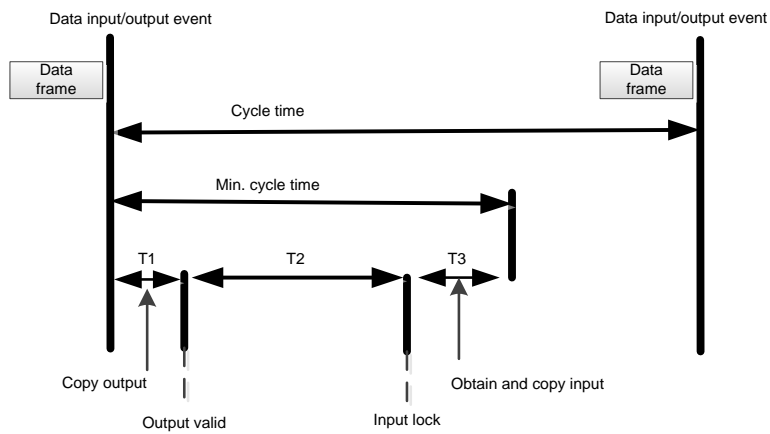 Data input/output event
Data input/output event
Data
frame
Data
frame
Cycle time
Min. cycle time
T1
T2
T3
Copy output
Obtain and copy input
Output valid
Input lock